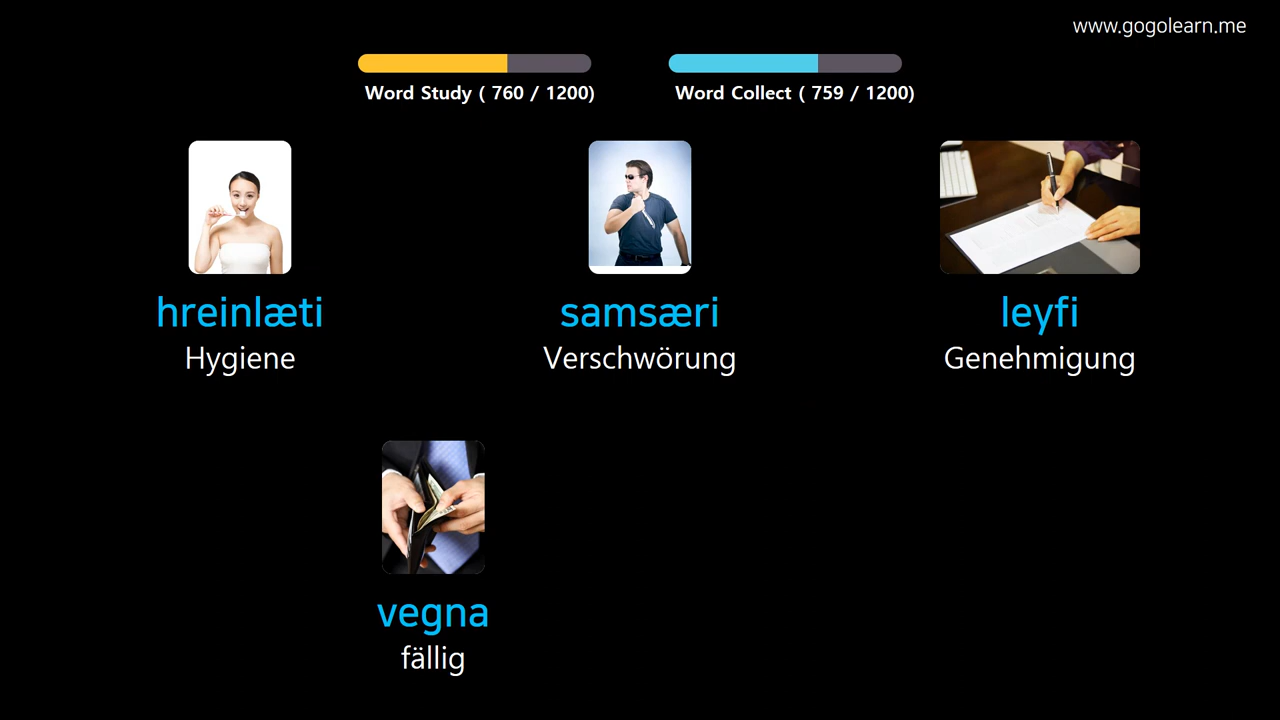 www.gogolearn.me
Word Study ( 760 / 1200)
Word Collect ( 759 / 1200)
hreinlæti
Hygiene
samsæri
Verschwörung
leyfi
Genehmigung
vegna
fällig